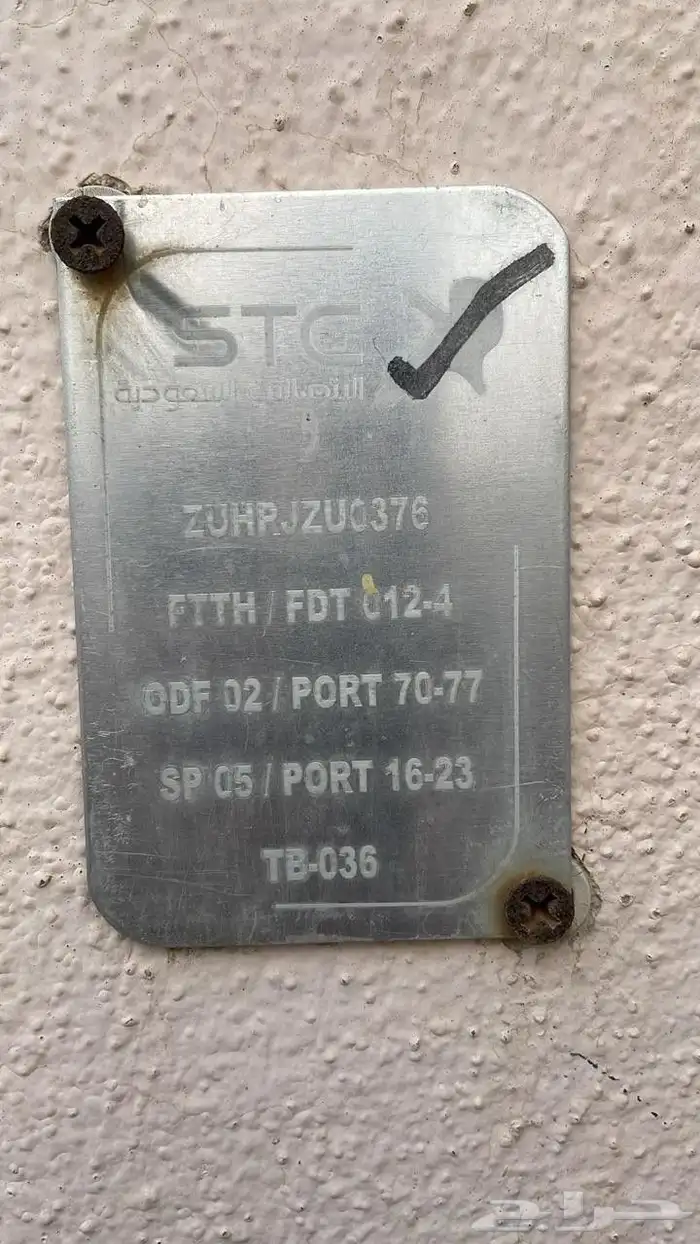 STC
الاتصالات السعودية
ZUHRJZU0376
FTTH / FDT 012-4
ODF 02 / PORT 70-77
SP 05 / PORT 16-23
TB-036
حراج